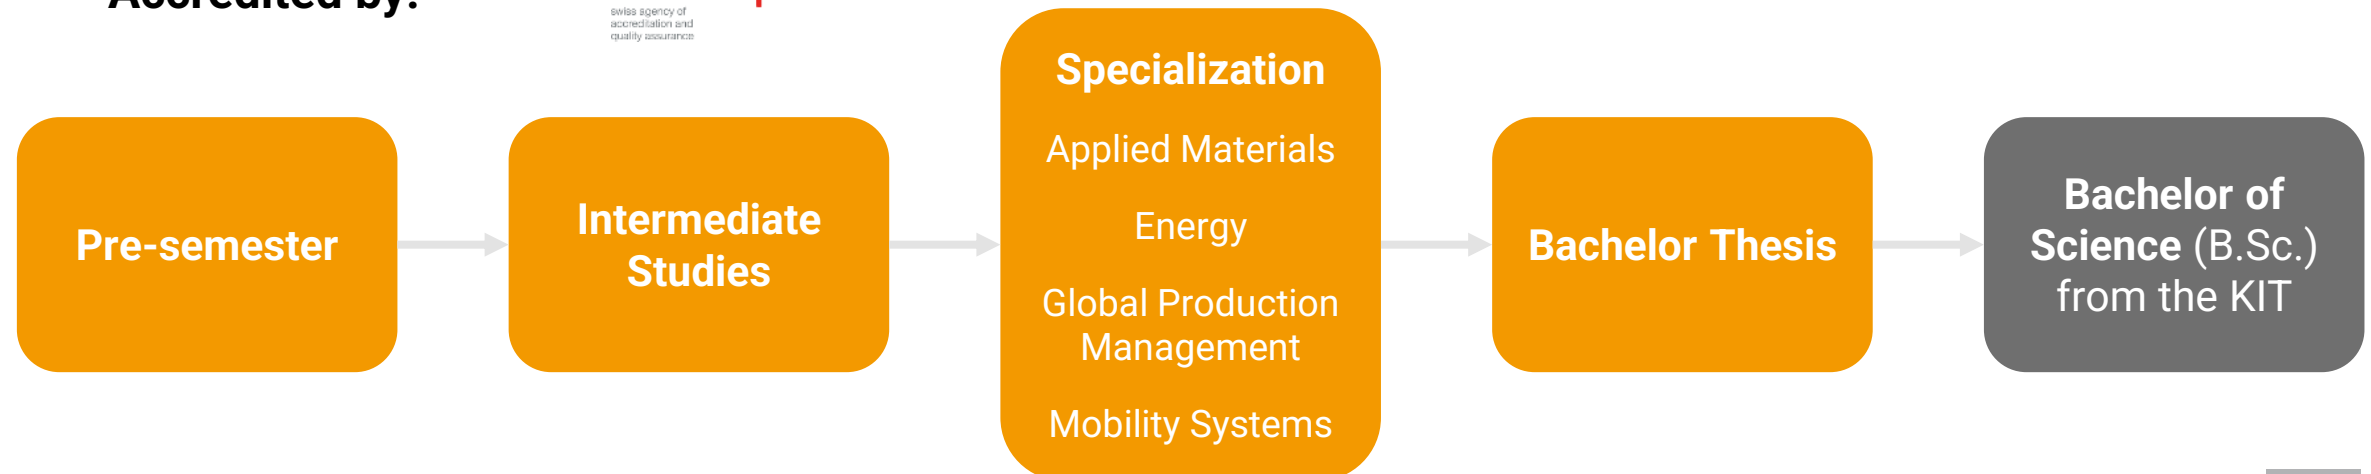 Accredited by:
swiss agency of
accreditation and
quality assurance
Pre-semester
Intermediate
Studies
Specialization
Applied Materials
Energy
Global Production
Management
Mobility Systems
Bachelor Thesis
Bachelor of
Science (B.Sc.)
from the KIT